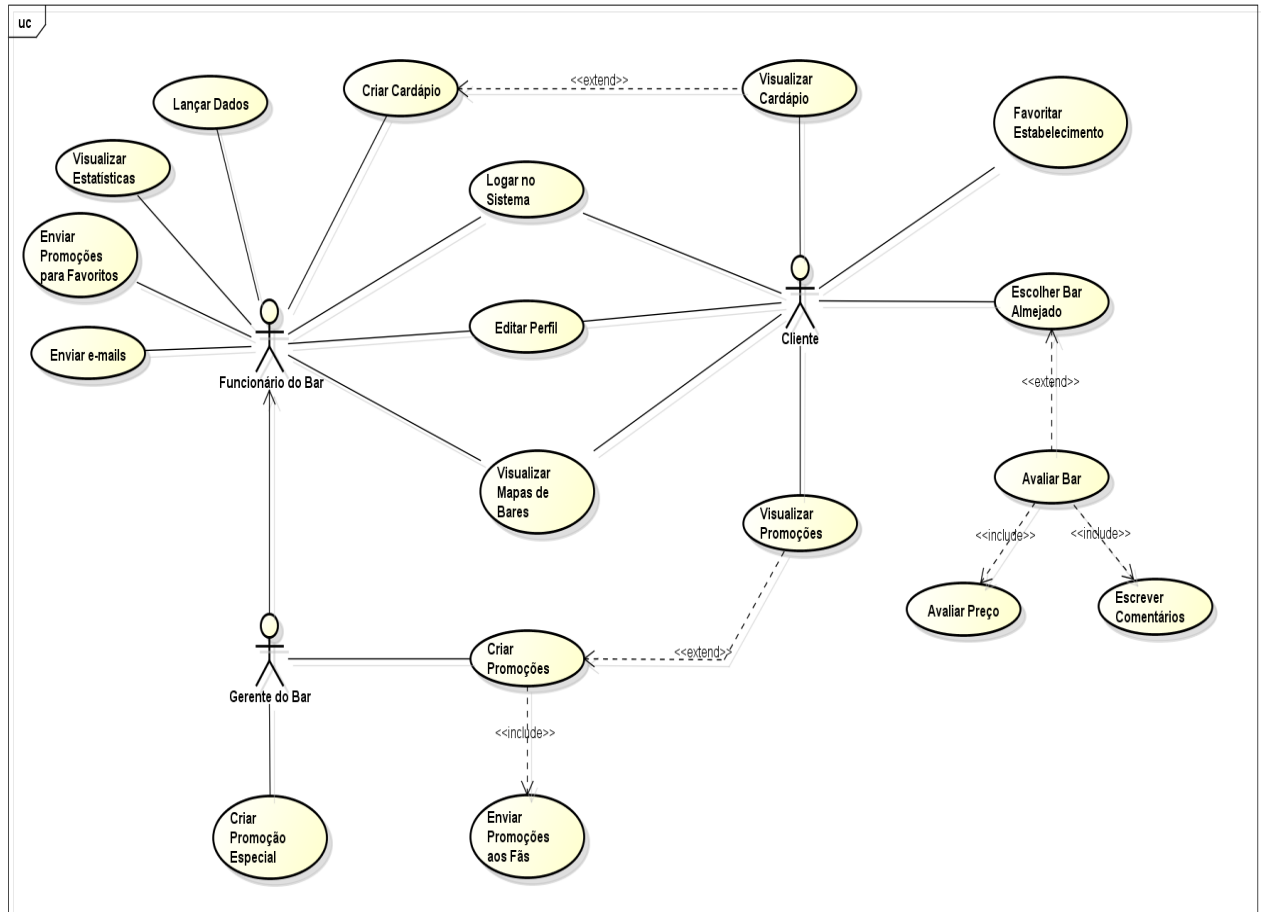 uc
Lançar Dados
Criar Cardápio
<<extend>>
Visualizar
Cardápio
Favoritar
Estabelecimento
Visualizar
Estatísticas
Logar no
Sistema
Enviar
Promoções
para Favoritos
Escolher Bar
Almejado
Editar Perfil
Cliente
Enviar e-mails
Funcionário do Bar
<<extend>>
Visualizar
Mapas de
Bares
Avaliar Bar
Visualizar
Promoções
<<include>>
<<include>>
Avaliar Preço
Escrever
Comentários
Criar
Promoções
<<extend>>
Gerente do Bar
<<include>>
Criar
Promoção
Especial
Enviar
Promoções
aos Fãs